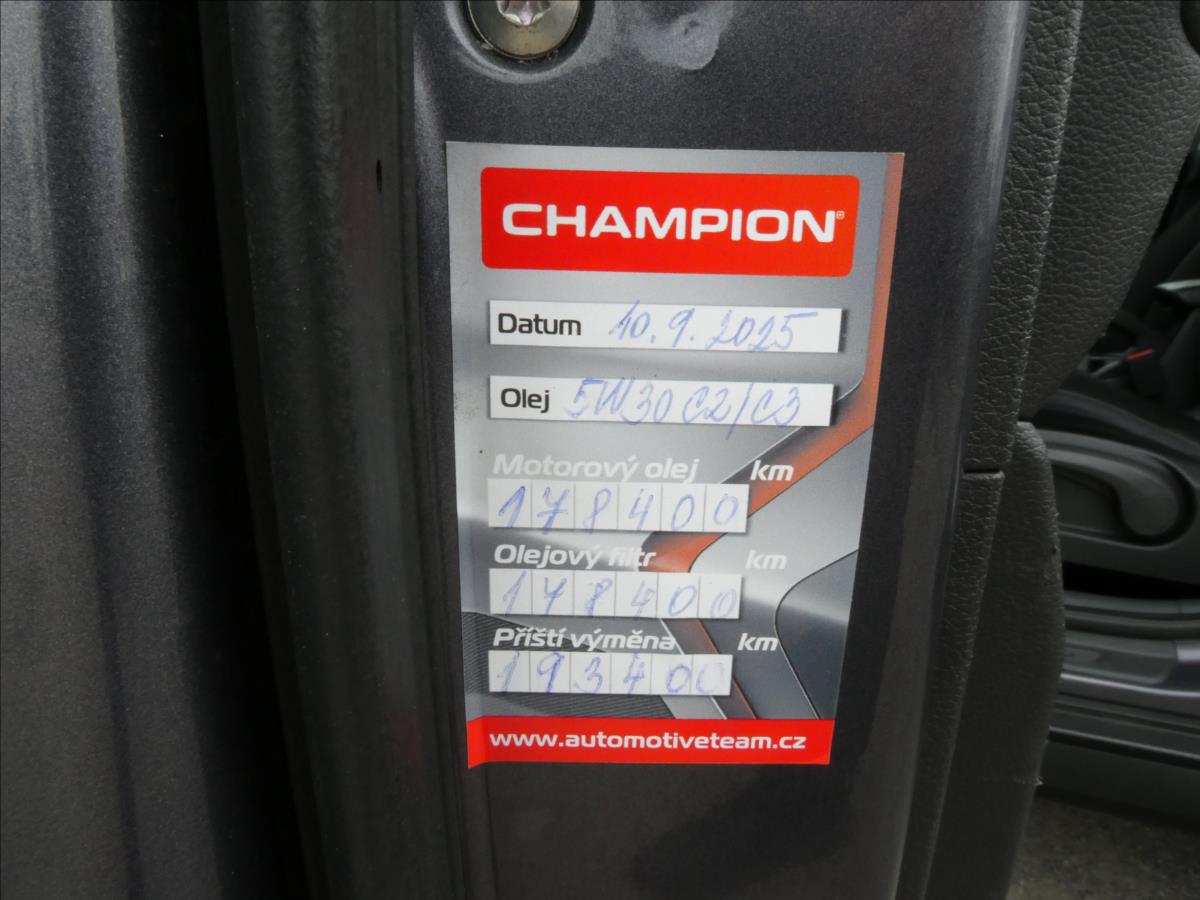 CHAMPION®
Datum 10.9.2025
Olej 5W30 C2/C3
Motorový olej km
178400
Olejový filtr km
178400
Příští výměna km
193400
www.automotiveteam.cz